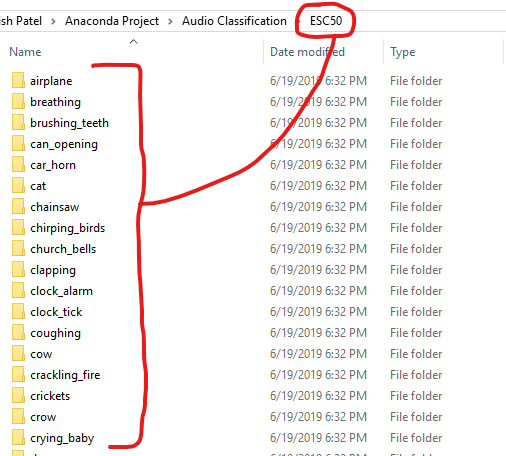 ish Patel > Anaconda Project > Audio Classification > ESC50
Name Date modified Type
airplane 6/19/2019 6:32 PM File folder
breathing 6/19/2019 6:32 PM File folder
brushing_teeth 6/19/2019 6:32 PM File folder
can_opening 6/19/2019 6:32 PM File folder
car_horn 6/19/2019 6:32 PM File folder
cat 6/19/2019 6:32 PM File folder
chainsaw 6/19/2019 6:32 PM File folder
chirping_birds 6/19/2019 6:32 PM File folder
church_bells 6/19/2019 6:32 PM File folder
clapping 6/19/2019 6:32 PM File folder
clock_alarm 6/19/2019 6:32 PM File folder
clock_tick 6/19/2019 6:32 PM File folder
coughing 6/19/2019 6:32 PM File folder
cow 6/19/2019 6:32 PM File folder
crackling_fire 6/19/2019 6:32 PM File folder
crickets 6/19/2019 6:32 PM File folder
crow 6/19/2019 6:32 PM File folder
crying_baby 6/19/2019 6:32 PM File folder